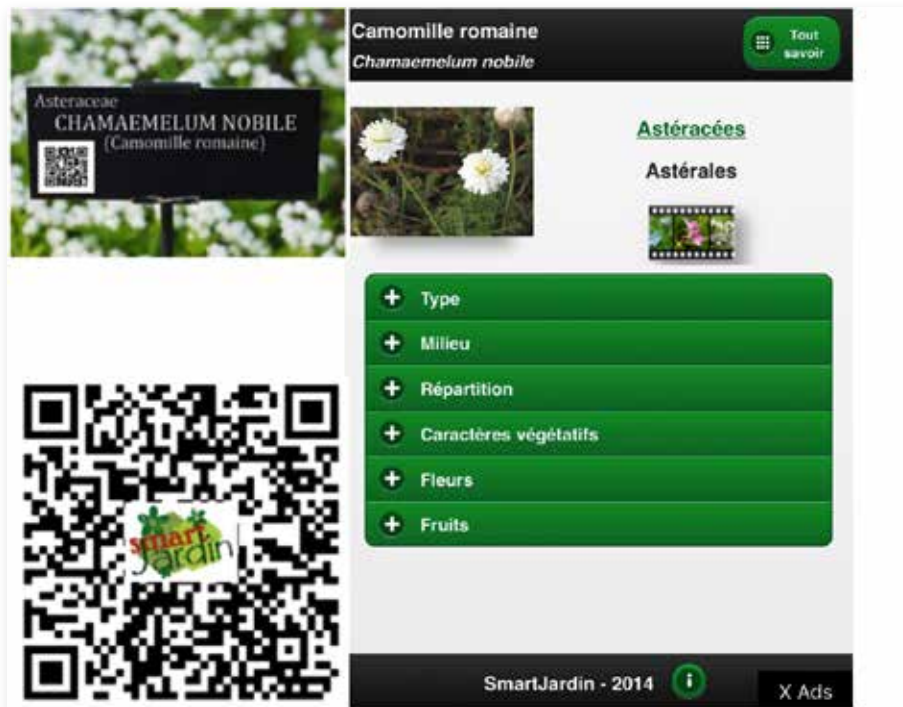 Asteraceae
CHAMAEMELUM NOBILE
(Camomille romaine)
smart
Jardin
Camomille romaine
Chamaemelum nobile
Tout
savoir
Astéracées
Astérales
Type
Milieu
Répartition
Caractères végétatifs
Fleurs
Fruits
SmartJardin - 2014
i
X Ads